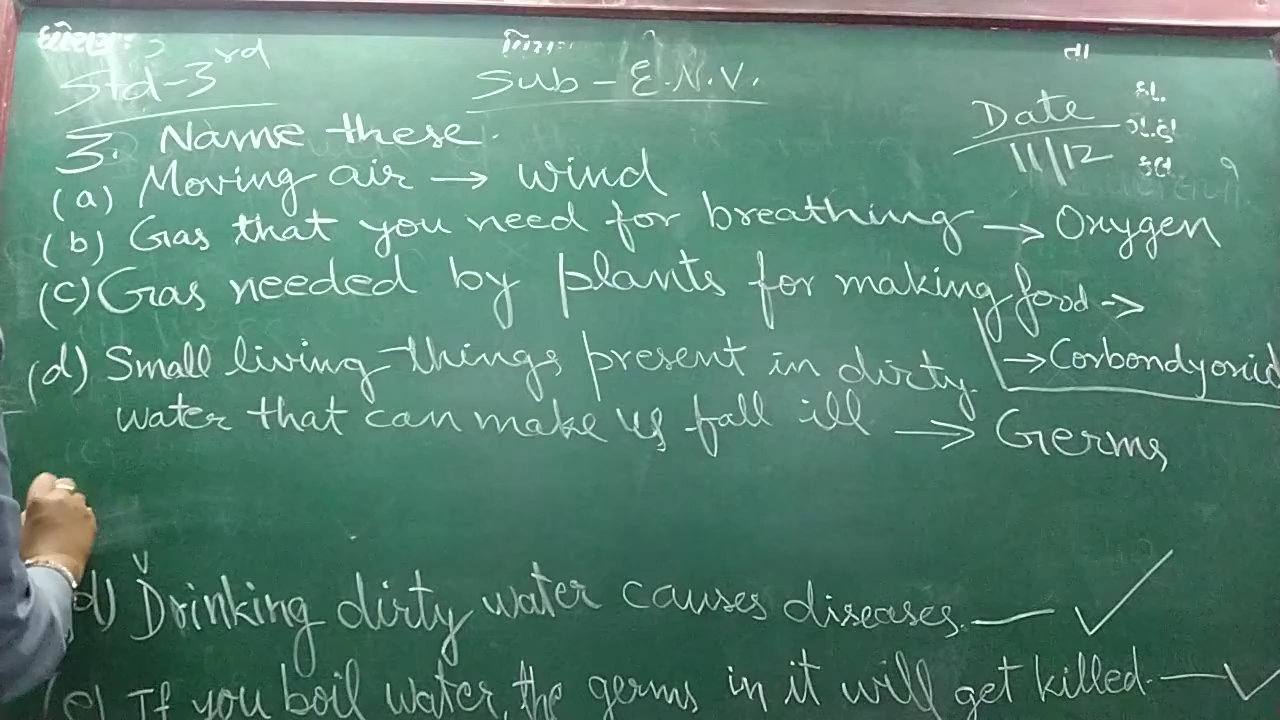 Std-3rd Sub - E.N.V. Date
11/12
3. Name these.
(a) Moving air → wind
(b) Gas that you need for breathing → Oxygen
(c) Gas needed by plants for making food →
→ Corbondyoxid
(d) Small living things present in dirty
water that can make us fall ill → Germs
d) Drinking dirty water causes diseases. — ✓
(e) If you boil water, the germs in it will get killed. — ✓